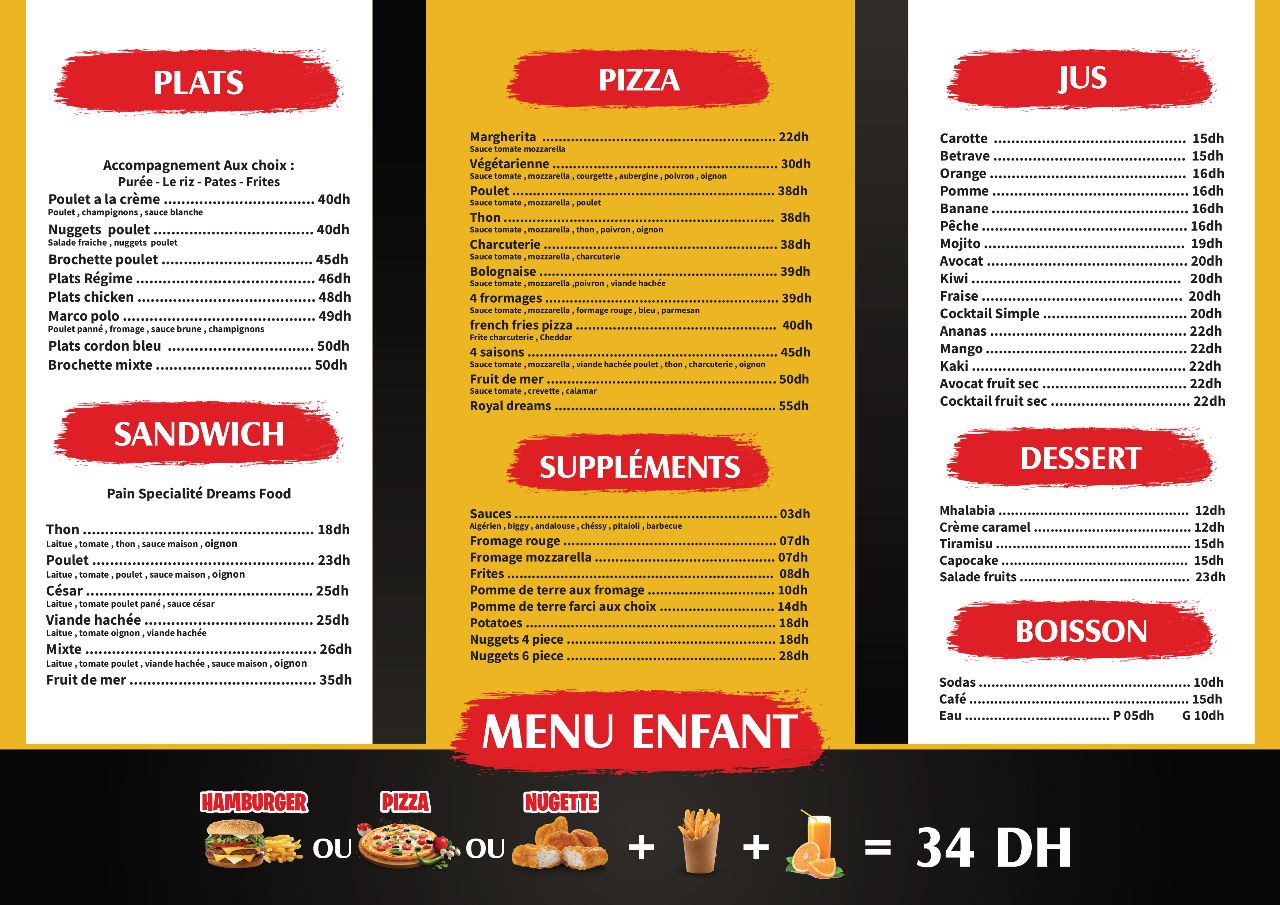 PLATS
Accompagnement Aux choix :
Purée - Le riz - Pates - Frites
Poulet a la crème .................................. 40dh
Poulet , champignons , sauce blanche
Nuggets poulet .................................... 40dh
Salade fraiche , nuggets poulet
Brochette poulet .................................. 45dh
Plats Régime ........................................ 46dh
Plats chicken ........................................ 48dh
Marco polo ........................................... 49dh
Poulet panné , fromage , sauce brune , champignons
Plats cordon bleu ................................. 50dh
Brochette mixte ................................... 50dh
SANDWICH
Pain Specialité Dreams Food
Thon .................................................... 18dh
Laitue , tomate , thon , sauce maison , oignon
Poulet .................................................. 23dh
Laitue , tomate , poulet , sauce maison , oignon
César ................................................... 25dh
Laitue , tomate poulet pané , sauce césar
Viande hachée ............................................ 25dh
Laitue , tomate oignon , viande hachée
Mixte .................................................... 26dh
Laitue , tomate poulet , viande hachée , sauce maison , oignon
Fruit de mer .......................................... 35dh
PIZZA
Margherita ......................................................... 22dh
Sauce tomate mozzarella
Végétarienne ........................................................ 30dh
Sauce tomate , mozzarella , courgette , aubergine , poivron , oignon
Poulet ................................................................. 38dh
Sauce tomate , mozzarella , poulet
Thon ................................................................... 38dh
Sauce tomate , mozzarella , thon , poivron , oignon
Charcuterie ......................................................... 38dh
Sauce tomate , mozzarella , charcuterie
Bolognaise ........................................................... 39dh
Sauce tomate , mozzarella ,poivron , viande hachée
4 frormages .......................................................... 39dh
Sauce tomate , mozzarella , formage rouge , bleu , parmesan
french fries pizza ................................................. 40dh
Frite charcuterie , Cheddar
4 saisons .............................................................. 45dh
Sauce tomate , mozzarella , viande hachée poulet , thon , charcuterie , oignon
Fruit de mer ......................................................... 50dh
Sauce tomate , crevette , calamar
Royal dreams ....................................................... 55dh
SUPPLÉMENTS
Sauces ................................................................. 03dh
Algérien , biggy , andalouse , chéssy , pitaioli , barbecue
Fromage rouge ..................................................... 07dh
Fromage mozzarella ............................................. 07dh
Frites .................................................................. 08dh
Pomme de terre aux fromage ................................ 10dh
Pomme de terre farci aux choix ............................. 14dh
Potatoes ............................................................... 18dh
Nuggets 4 piece .................................................... 18dh
Nuggets 6 piece .................................................... 28dh
JUS
Carotte ................................................ 15dh
Betrave ................................................ 15dh
Orange ................................................. 16dh
Pomme ................................................. 16dh
Banane ................................................. 16dh
Pêche .................................................... 16dh
Mojito .................................................. 19dh
Avocat .................................................. 20dh
Kiwi ..................................................... 20dh
Fraise ................................................... 20dh
Cocktail Simple .................................... 20dh
Ananas .................................................. 22dh
Mango ................................................... 22dh
Kaki ...................................................... 22dh
Avocat fruit sec .................................... 22dh
Cocktail fruit sec ................................... 22dh
DESSERT
Mhalabia ................................................ 12dh
Crème caramel ....................................... 12dh
Tiramisu ................................................. 15dh
Capocake ............................................... 15dh
Salade fruits ........................................... 23dh
BOISSON
Sodas ..................................................... 10dh
Café ........................................................ 15dh
Eau .................................... P 05dh G 10dh
MENU ENFANT
HAMBURGER PIZZA NUGETTE
OU OU + + = 34 DH